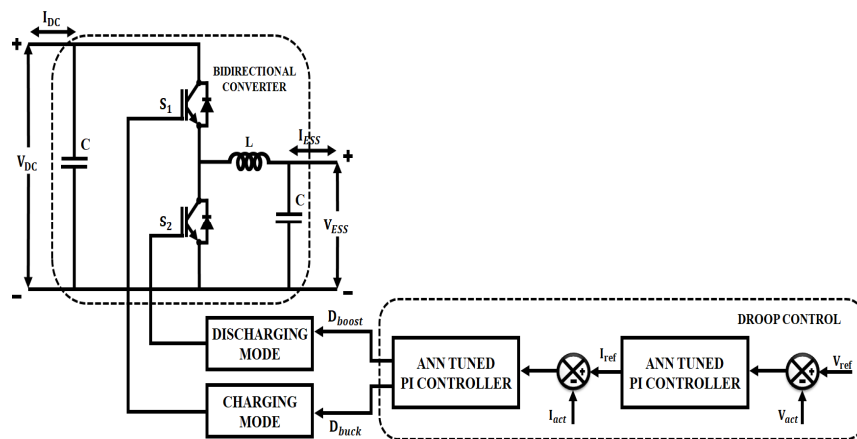 I_DC
+
BIDIRECTIONAL
CONVERTER
S_1
C
V_DC
L
I_ESS
+
S_2
C
V_ESS
-
-
DISCHARGING
MODE
D_boost
CHARGING
MODE
D_buck
DROOP CONTROL
ANN TUNED
PI CONTROLLER
+
-
I_ref
I_act
ANN TUNED
PI CONTROLLER
+
-
V_ref
V_act